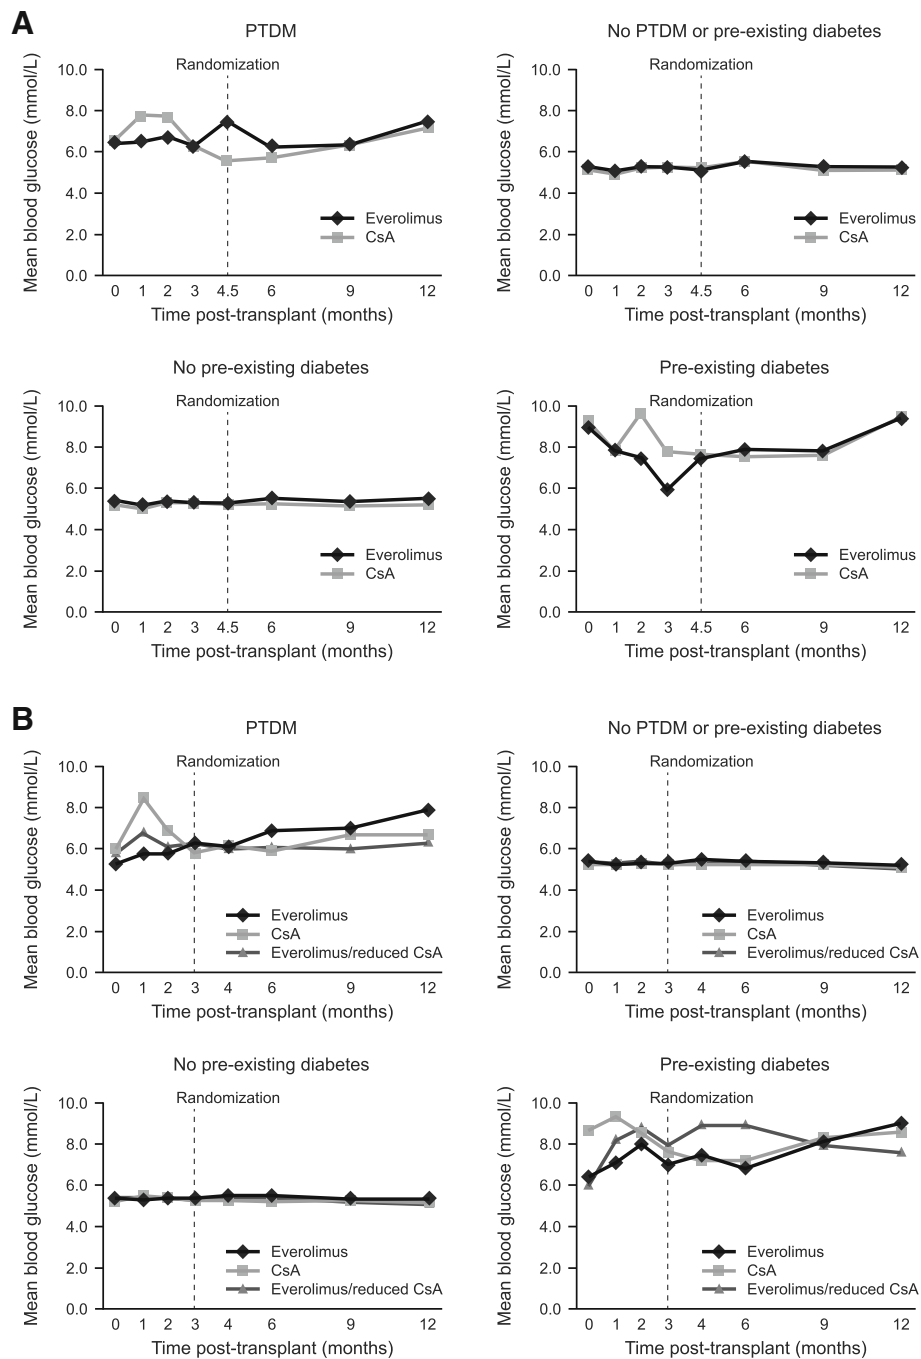 A
PTDM
Mean blood glucose (mmol/L)
10.0
8.0
6.0
4.0
2.0
0.0
Randomization
Everolimus
CsA
0 1 2 3 4.5 6 9 12
Time post-transplant (months)
No PTDM or pre-existing diabetes
Mean blood glucose (mmol/L)
10.0
8.0
6.0
4.0
2.0
0.0
Randomization
Everolimus
CsA
0 1 2 3 4.5 6 9 12
Time post-transplant (months)
No pre-existing diabetes
Mean blood glucose (mmol/L)
10.0
8.0
6.0
4.0
2.0
0.0
Randomization
Everolimus
CsA
0 1 2 3 4.5 6 9 12
Time post-transplant (months)
Pre-existing diabetes
Mean blood glucose (mmol/L)
10.0
8.0
6.0
4.0
2.0
0.0
Randomization
Everolimus
CsA
0 1 2 3 4.5 6 9 12
Time post-transplant (months)
B
PTDM
Mean blood glucose (mmol/L)
10.0
8.0
6.0
4.0
2.0
0.0
Randomization
Everolimus
CsA
Everolimus/reduced CsA
0 1 2 3 4 6 9 12
Time post-transplant (months)
No PTDM or pre-existing diabetes
Mean blood glucose (mmol/L)
10.0
8.0
6.0
4.0
2.0
0.0
Randomization
Everolimus
CsA
Everolimus/reduced CsA
0 1 2 3 4 6 9 12
Time post-transplant (months)
No pre-existing diabetes
Mean blood glucose (mmol/L)
10.0
8.0
6.0
4.0
2.0
0.0
Randomization
Everolimus
CsA
Everolimus/reduced CsA
0 1 2 3 4 6 9 12
Time post-transplant (months)
Pre-existing diabetes
Mean blood glucose (mmol/L)
10.0
8.0
6.0
4.0
2.0
0.0
Randomization
Everolimus
CsA
Everolimus/reduced CsA
0 1 2 3 4 6 9 12
Time post-transplant (months)